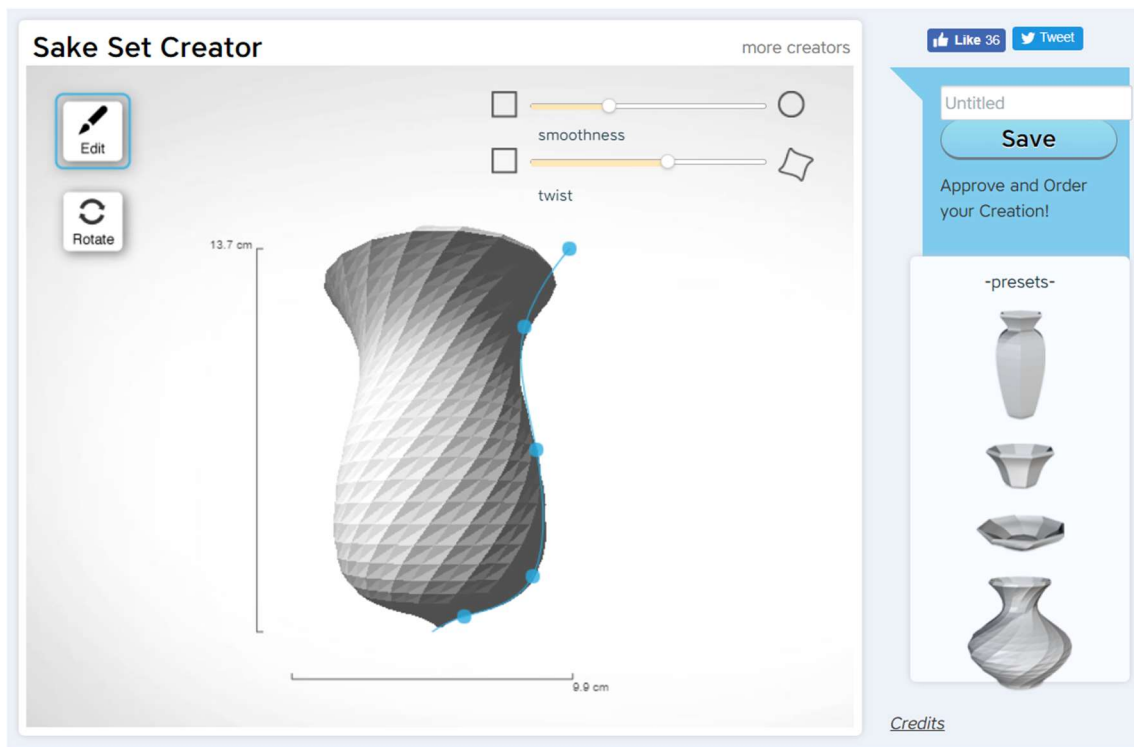 Sake Set Creator
more creators
Like 36
Tweet
Edit
Rotate
smoothness
twist
13.7 cm
9.9 cm
Untitled
Save
Approve and Order
your Creation!
-presets-
Credits